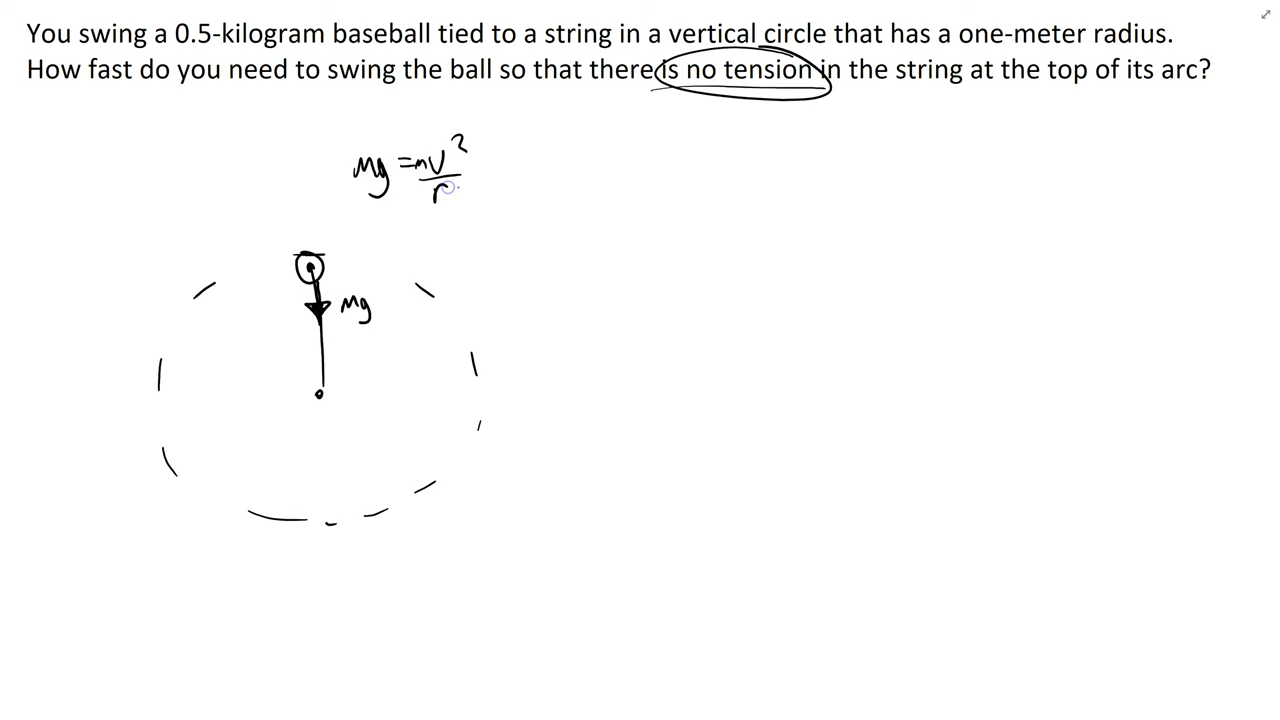 You swing a 0.5-kilogram baseball tied to a string in a vertical circle that has a one-meter radius.
How fast do you need to swing the ball so that there is no tension in the string at the top of its arc?
mg = mv²
r
mg